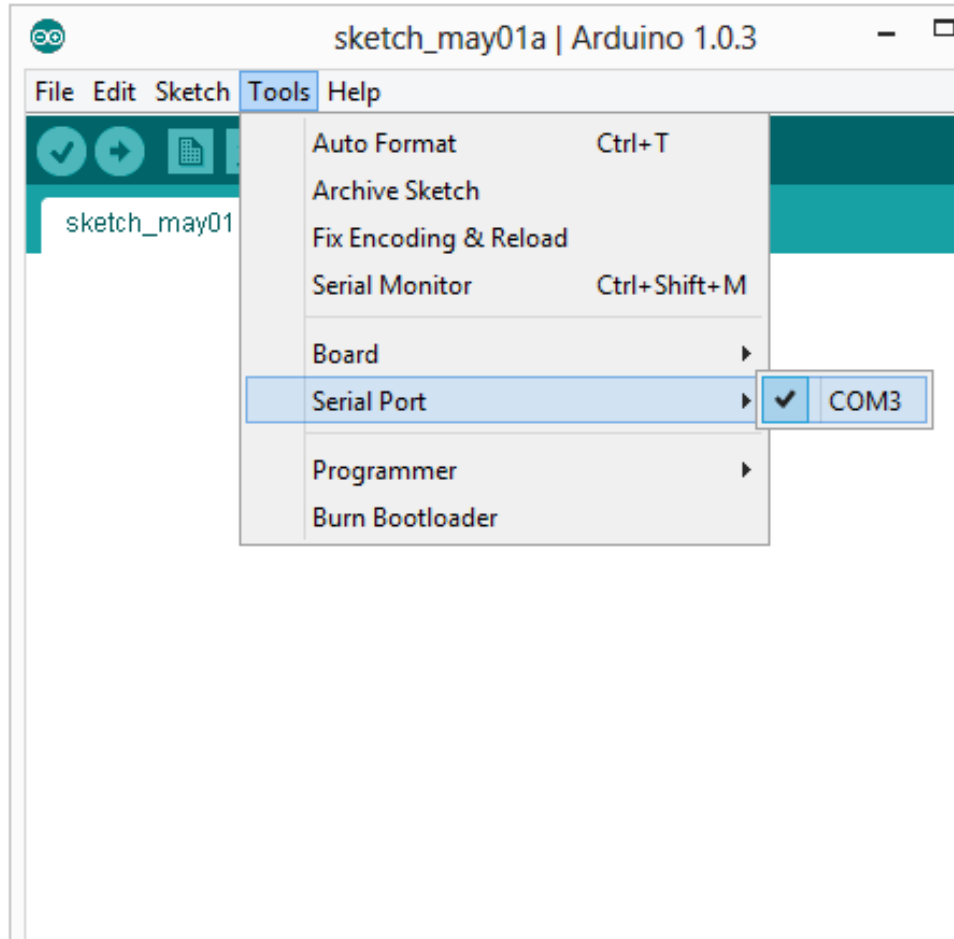 sketch_may01a | Arduino 1.0.3
File Edit Sketch Tools Help
sketch_may01
Auto Format Ctrl+T
Archive Sketch
Fix Encoding & Reload
Serial Monitor Ctrl+Shift+M
Board
Serial Port
COM3
Programmer
Burn Bootloader